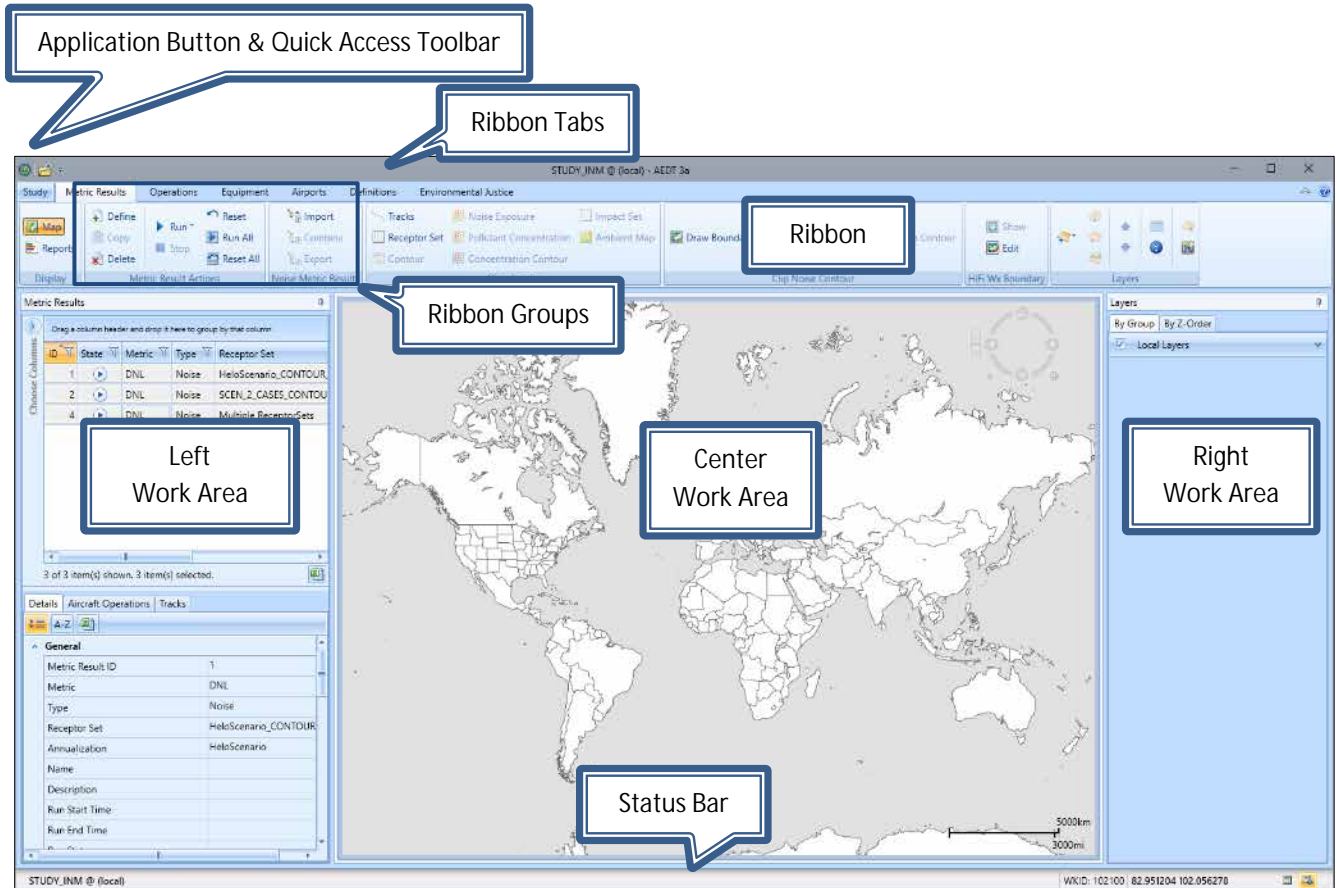 Application Button & Quick Access Toolbar
Ribbon Tabs
STUDY_INM @ (local) - AEDT 3a
Study Metric Results Operations Equipment Airports Definitions Environmental Justice
Map
Reports
Display
Define
Copy
Delete
Run
Stop
Reset
Run All
Reset All
Metric Result Actions
Import
Combine
Export
Noise Metric Result
Tracks
Receptor Set
Contour
Noise Exposure
Pollutant Concentration
Concentration Contour
Impact Set
Ambient Map
Draw Bounda
Ribbon
Contour
Clip Noise Contour
Show
Edit
HiFi Wx Boundary
Layers
Ribbon Groups
Metric Results
Choose Columns
Drag a column header and drop it here to group by that column
ID State Metric Type Receptor Set
1 DNL Noise HeloScenario_CONTOUR_
2 DNL Noise SCEN_2_CASES_CONTOU
4 DNL Noise Multiple ReceptorSets
Left
Work Area
3 of 3 item(s) shown. 3 item(s) selected.
Details Aircraft Operations Tracks
A-Z
General
Metric Result ID 1
Metric DNL
Type Noise
Receptor Set HeloScenario_CONTOUR
Annualization HeloScenario
Name
Description
Run Start Time
Run End Time
Center
Work Area
5000km
3000mi
Layers
By Group By Z-Order
Local Layers
Right
Work Area
Status Bar
STUDY_INM @ (local)
WKID: 102100 82.951204 102.056278